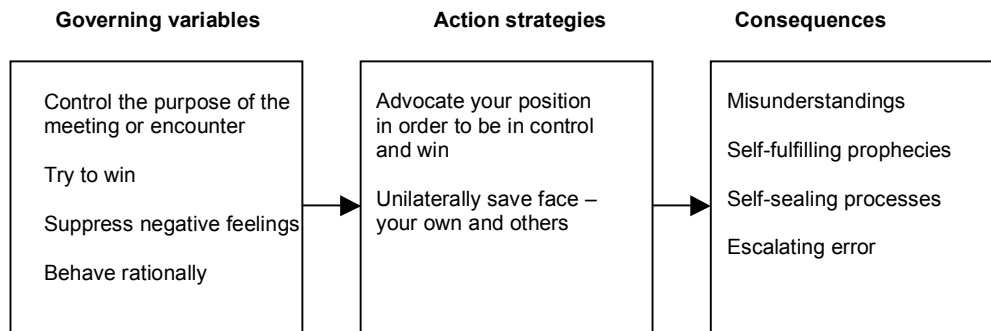 Governing variables
Action strategies
Consequences
Control the purpose of the
meeting or encounter
Try to win
Suppress negative feelings
Behave rationally
Advocate your position
in order to be in control
and win
Unilaterally save face –
your own and others
Misunderstandings
Self-fulfilling prophecies
Self-sealing processes
Escalating error